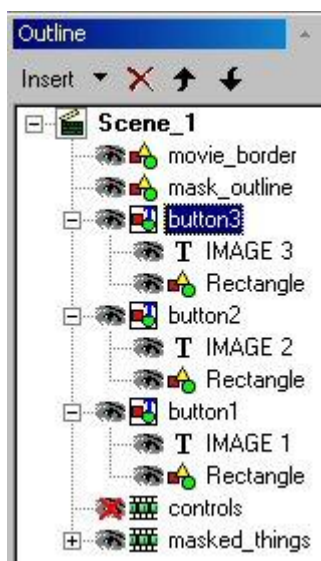 Outline
Insert
Scene_1
movie_border
mask_outline
button3
T IMAGE 3
Rectangle
button2
T IMAGE 2
Rectangle
button1
T IMAGE 1
Rectangle
controls
masked_things